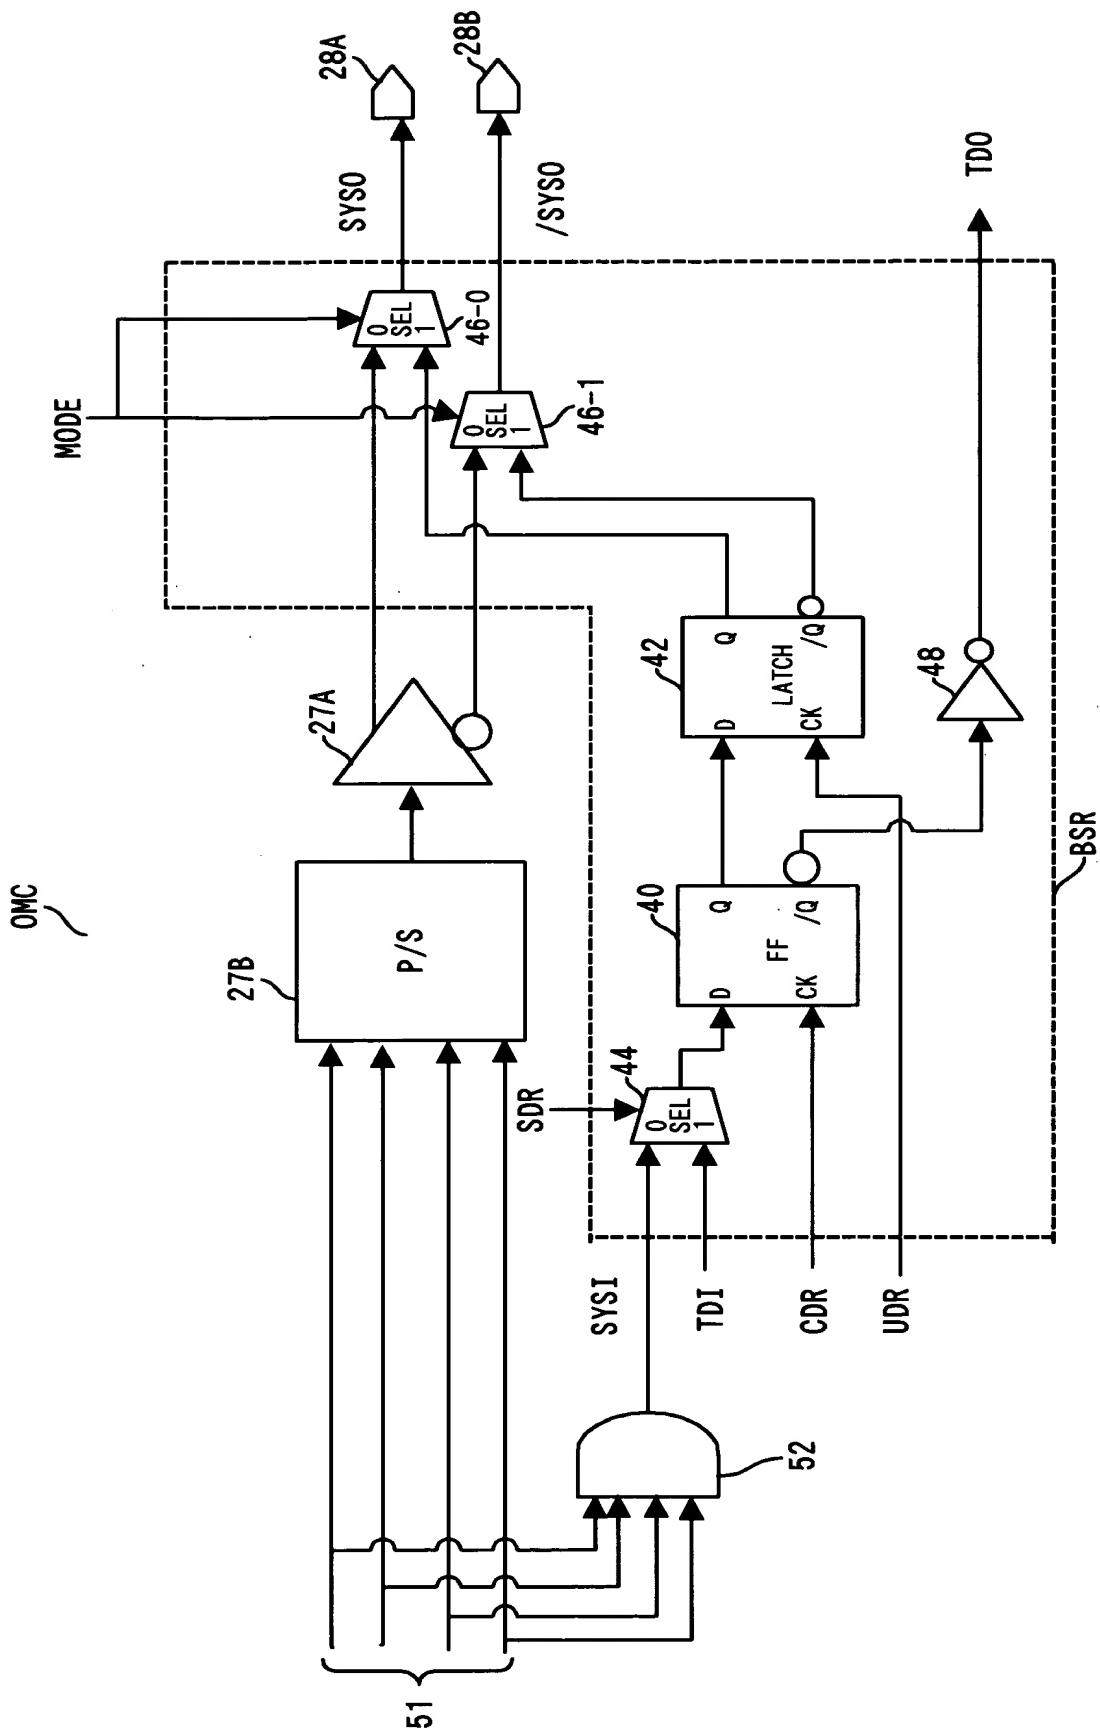 OMC
MODE
SYSO
28A
/SYSO
28B
27B
P/S
27A
0
SEL
1
46-0
0
SEL
1
46-1
51
52
SYSI
SDR
44
0
SEL
1
TDI
CDR
UDR
40
D
Q
FF
CK
/Q
42
D
Q
LATCH
CK
/Q
48
TDO
BSR